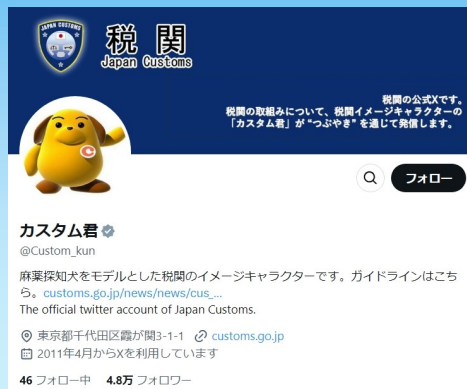 JAPAN CUSTOMS
税関
Japan Customs
税関の公式Xです。
税関の取組みについて、税関イメージキャラクターの
「カスタム君」が“つぶやき”を通じて発信します。
フォロー
カスタム君
@Custom_kun
麻薬探知犬をモデルとした税関のイメージキャラクターです。ガイドラインはこち
ら。customs.go.jp/news/news/cus_...
The official twitter account of Japan Customs.
東京都千代田区霞が関3-1-1 customs.go.jp
2011年4月からXを利用しています
46 フォロー中 4.8万 フォロワー